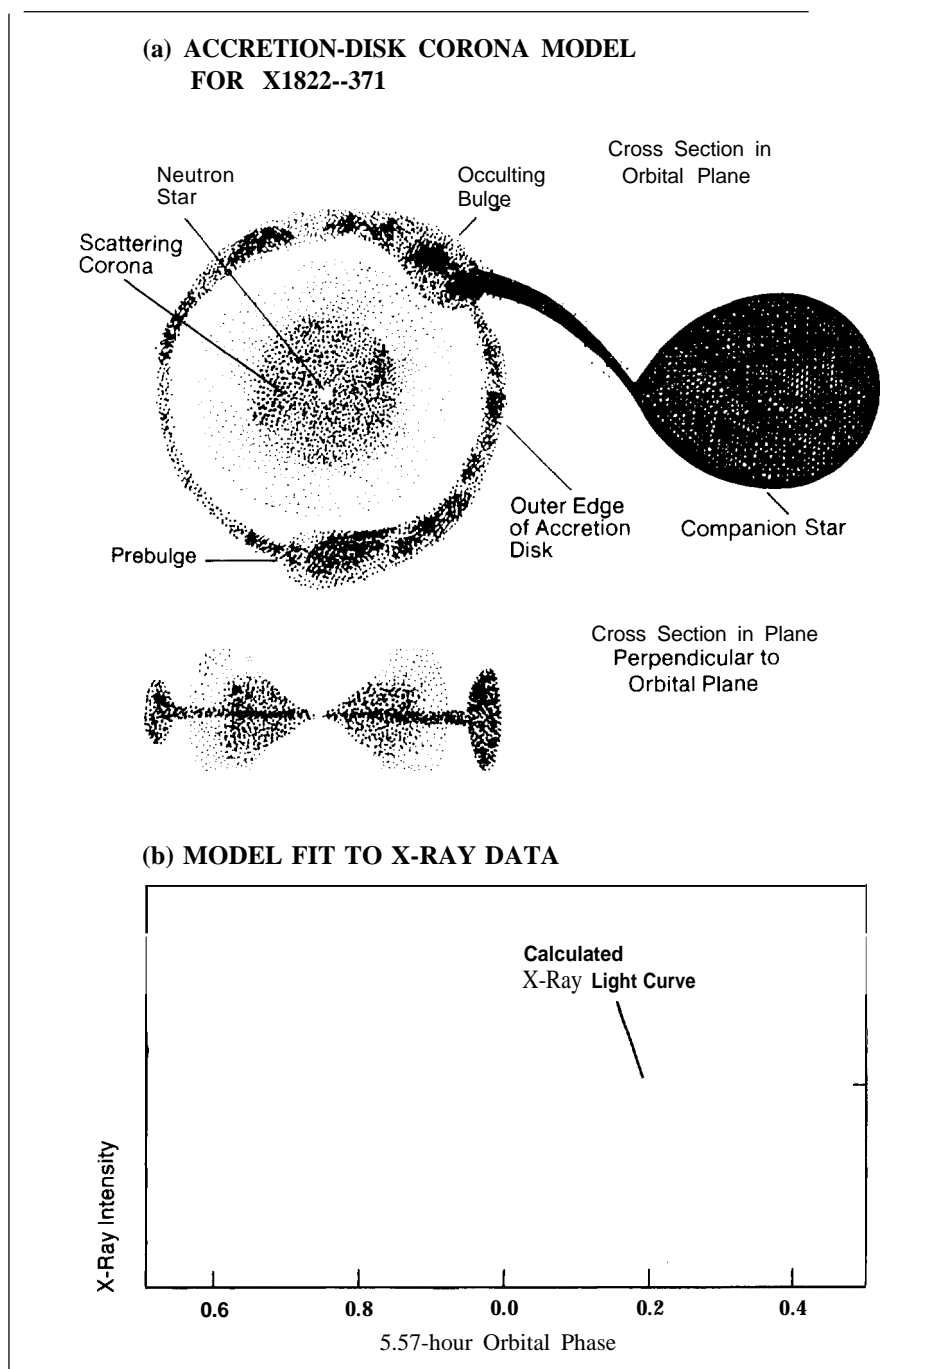 (a) ACCRETION-DISK CORONA MODEL
FOR X1822--371
Cross Section in
Orbital Plane
Neutron
Star
Occulting
Bulge
Scattering
Corona
Outer Edge
of Accretion
Disk
Companion Star
Prebulge
Cross Section in Plane
Perpendicular to
Orbital Plane
(b) MODEL FIT TO X-RAY DATA
Calculated
X-Ray Light Curve
X-Ray Intensity
0.6 0.8 0.0 0.2 0.4
5.57-hour Orbital Phase